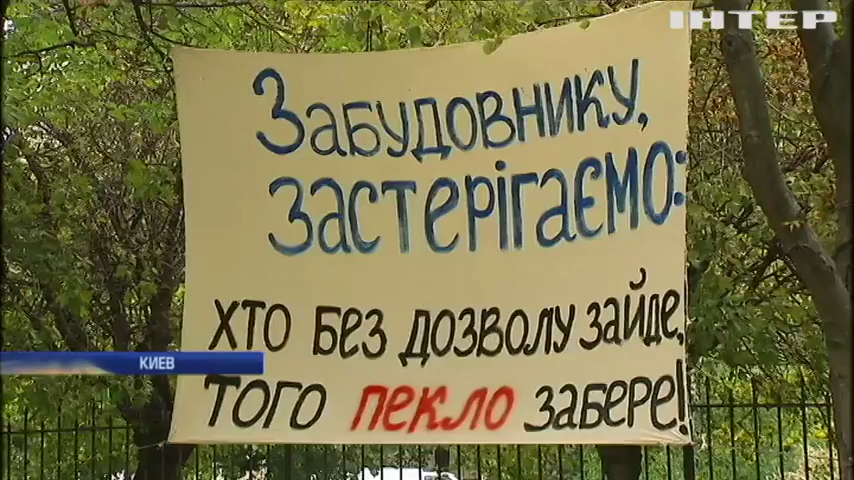 ІНТЕР
Забудовнику,
застерігаємо:
хто без дозволу зайде,
того пекло забере!
КИЕВ